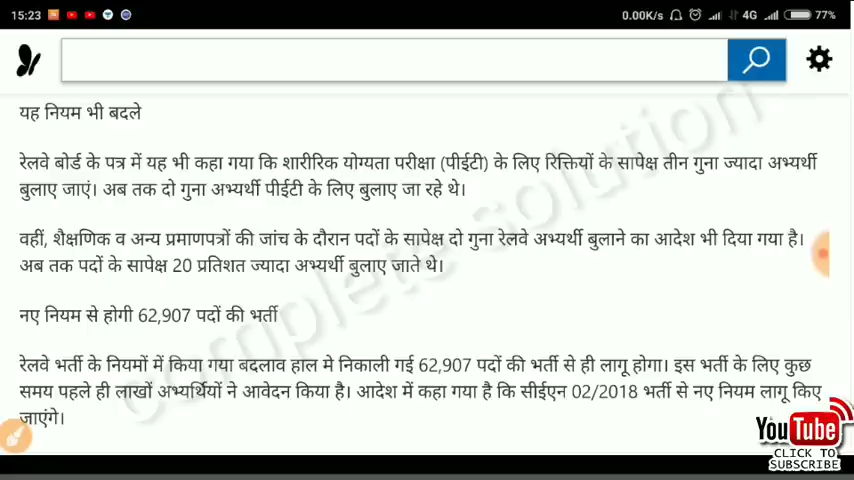 15:23
0.00K/s
4G
77%
यह नियम भी बदले
रेलवे बोर्ड के पत्र में यह भी कहा गया कि शारीरिक योग्यता परीक्षा (पीईटी) के लिए रिक्तियों के सापेक्ष तीन गुना ज्यादा अभ्यर्थी
बुलाए जाएं। अब तक दो गुना अभ्यर्थी पीईटी के लिए बुलाए जा रहे थे।
वहीं, शैक्षणिक व अन्य प्रमाणपत्रों की जांच के दौरान पदों के सापेक्ष दो गुना रेलवे अभ्यर्थी बुलाने का आदेश भी दिया गया है।
अब तक पदों के सापेक्ष 20 प्रतिशत ज्यादा अभ्यर्थी बुलाए जाते थे।
नए नियम से होगी 62,907 पदों की भर्ती
रेलवे भर्ती के नियमों में किया गया बदलाव हाल मे निकाली गई 62,907 पदों की भर्ती से ही लागू होगा। इस भर्ती के लिए कुछ
समय पहले ही लाखों अभ्यर्थियों ने आवेदन किया है। आदेश में कहा गया है कि सीईएन 02/2018 भर्ती से नए नियम लागू किए
जाएंगे।
complete solution
YouTube
CLICK TO
SUBSCRIBE